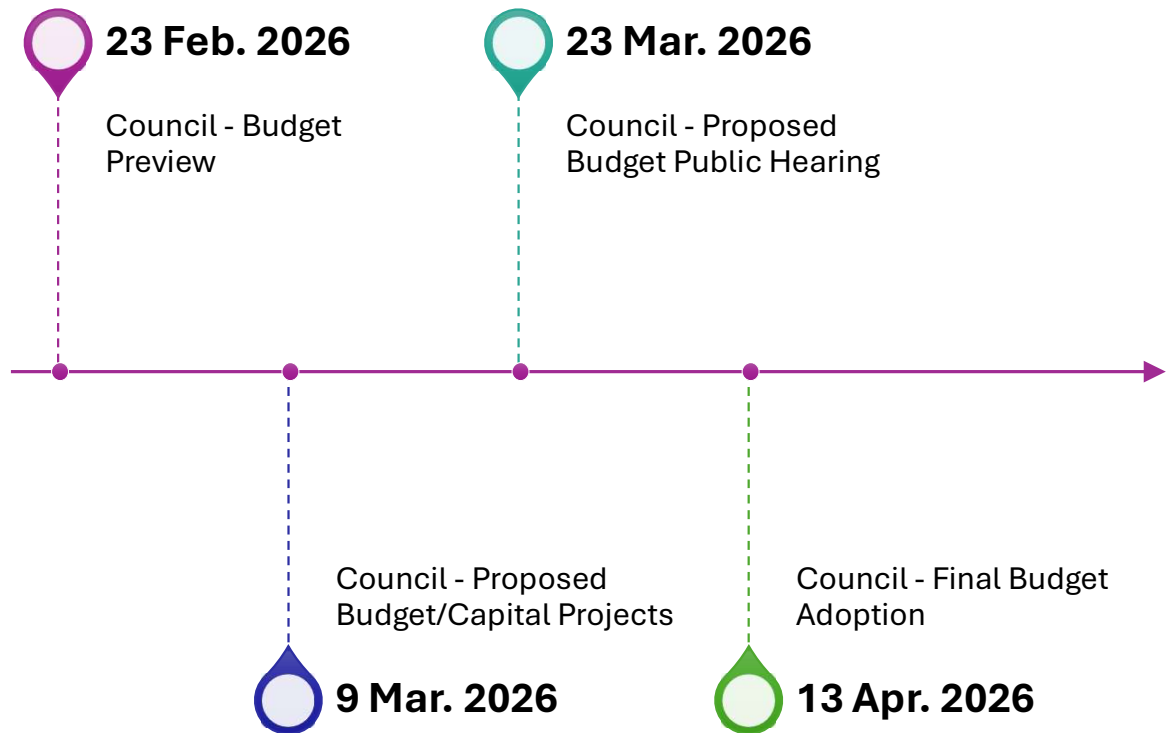 23 Feb. 2026
Council - Budget
Preview
9 Mar. 2026
Council - Proposed
Budget/Capital Projects
23 Mar. 2026
Council - Proposed
Budget Public Hearing
13 Apr. 2026
Council - Final Budget
Adoption